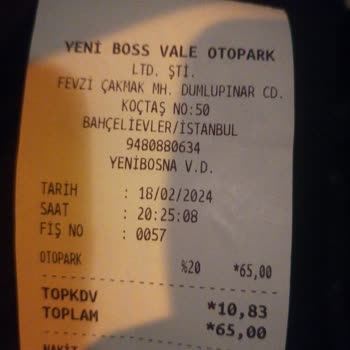 YENİ BOSS VALE OTOPARK
LTD. ŞTİ.
FEVZİ ÇAKMAK MH. DUMLUPINAR CD.
KOÇTAŞ NO:50
BAHÇELİEVLER/İSTANBUL
9480880634
YENİBOSNA V.D.
TARİH : 18/02/2024
SAAT : 20:25:08
FİŞ NO : 0057
OTOPARK %20 *65,00
TOPKDV *10,83
TOPLAM *65,00